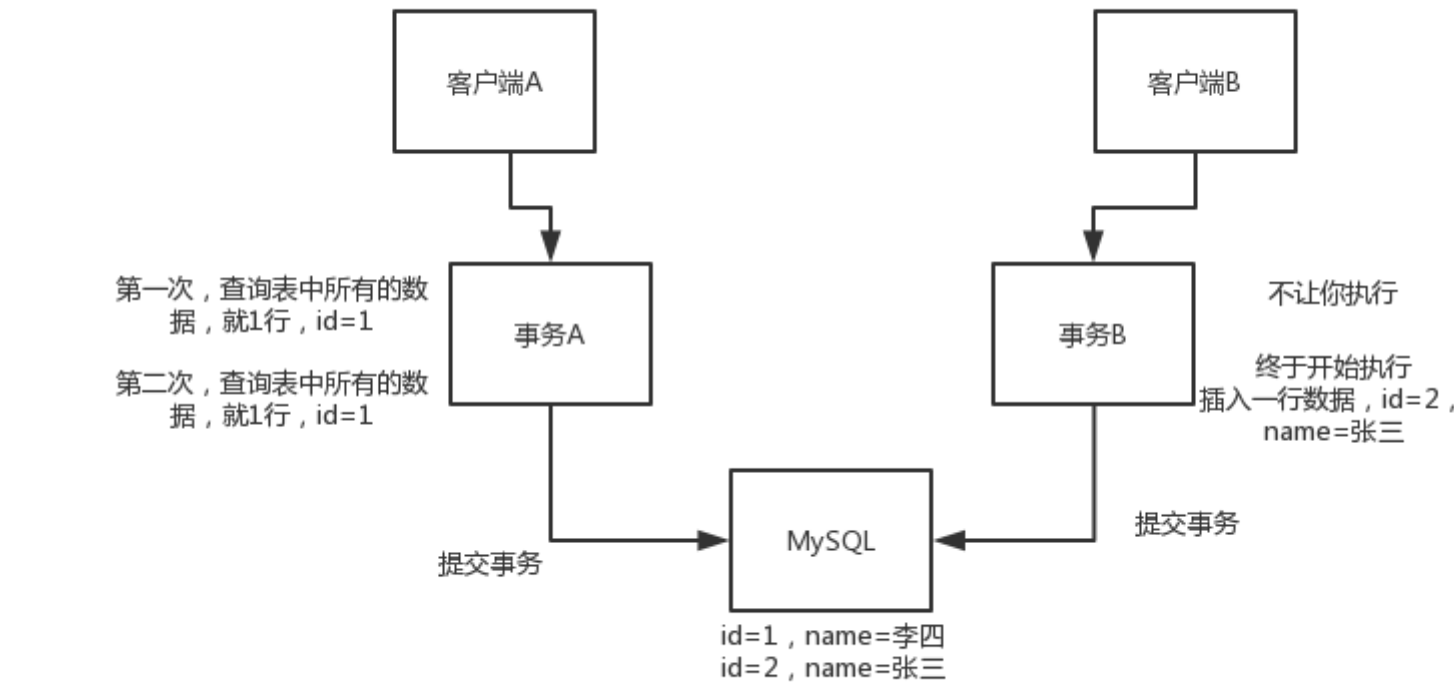 客户端A
客户端B
第一次，查询表中所有的数
据，就1行，id=1
第二次，查询表中所有的数
据，就1行，id=1
事务A
事务B
不让你执行
终于开始执行
插入一行数据，id=2，
name=张三
提交事务
MySQL
提交事务
id=1，name=李四
id=2，name=张三